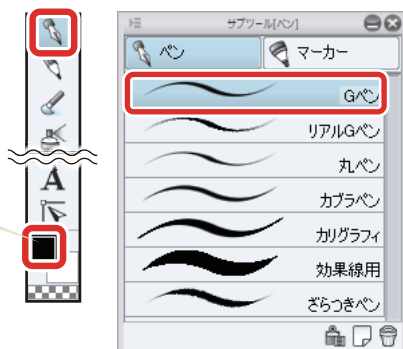 サブツール[ペン]
ペン
マーカー
Gペン
リアルGペン
丸ペン
カブラペン
カリグラフィ
効果線用
ざらつきペン
A